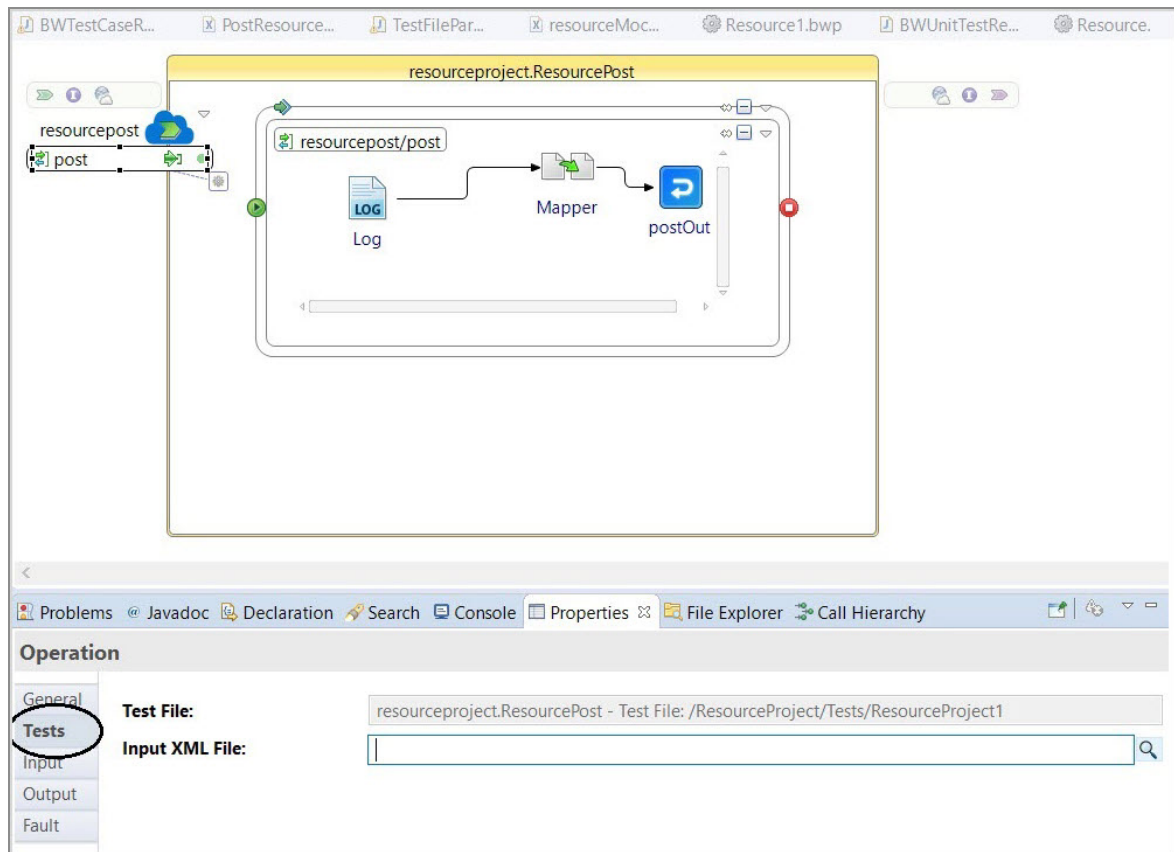 BWTestCaseR... PostResource... TestFilePar... resourceMoc... Resource1.bwp BWUnitTestRe... Resource.
resourceproject.ResourcePost
resourcepost
post
resourcepost/post
LOG
Log
Mapper
postOut
Problems @ Javadoc Declaration Search Console Properties File Explorer Call Hierarchy
Operation
General
Tests
Input
Output
Fault
Test File: resourceproject.ResourcePost - Test File: /ResourceProject/Tests/ResourceProject1
Input XML File: